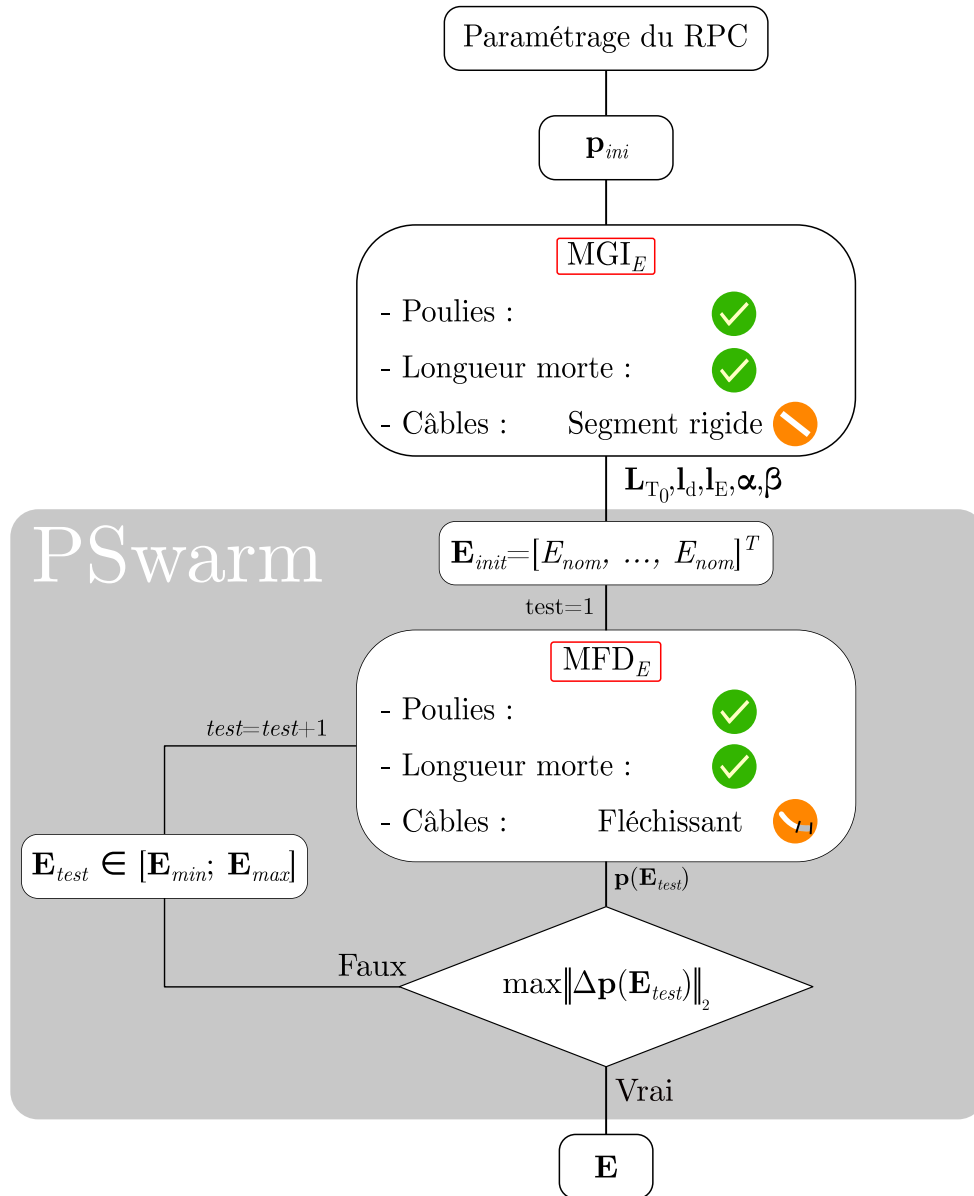 Paramétrage du RPC
p_ini
MGI_E
- Poulies :
- Longueur morte :
- Câbles : Segment rigide
L_T_0,l_d,l_E,α,β
PSwarm
E_init=[E_nom, ..., E_nom]^T
test=1
MFD_E
- Poulies :
test=test+1
- Longueur morte :
- Câbles : Fléchissant
E_test ∈ [E_min; E_max]
p(E_test)
Faux
max‖Δp(E_test)‖_2
Vrai
E